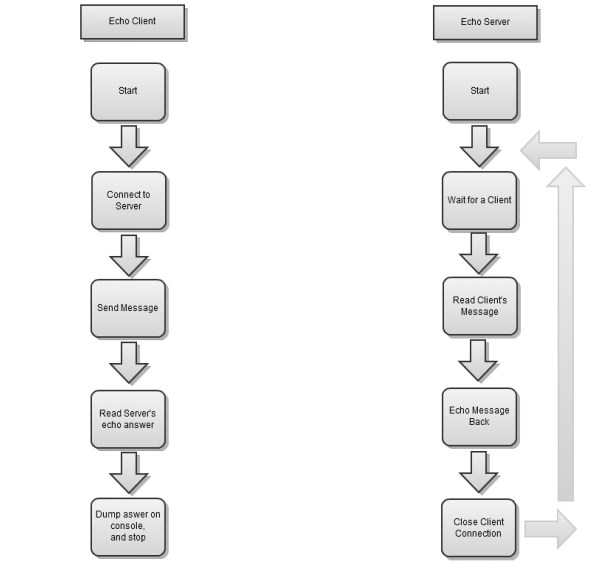 Echo Client
Start
Connect to
Server
Send Message
Read Server's
echo answer
Dump aswer on
console,
and stop
Echo Server
Start
Wait for a Client
Read Client's
Message
Echo Message
Back
Close Client
Connection